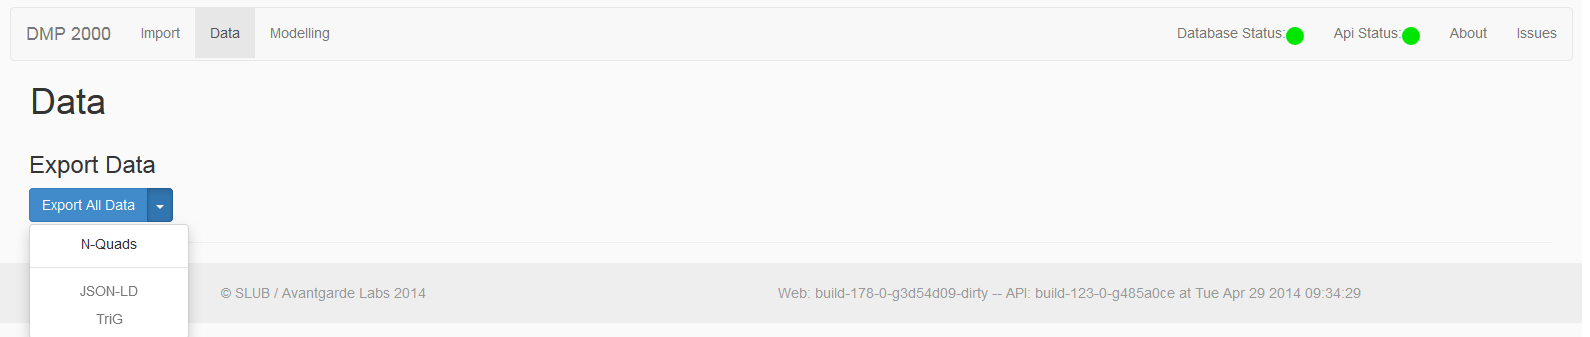 DMP 2000 Import Data Modelling Database Status: Api Status: About Issues
Data
Export Data
Export All Data
N-Quads
JSON-LD
© SLUB / Avantgarde Labs 2014 Web: build-178-0-g3d54d09-dirty -- API: build-123-0-g485a0ce at Tue Apr 29 2014 09:34:29
TriG